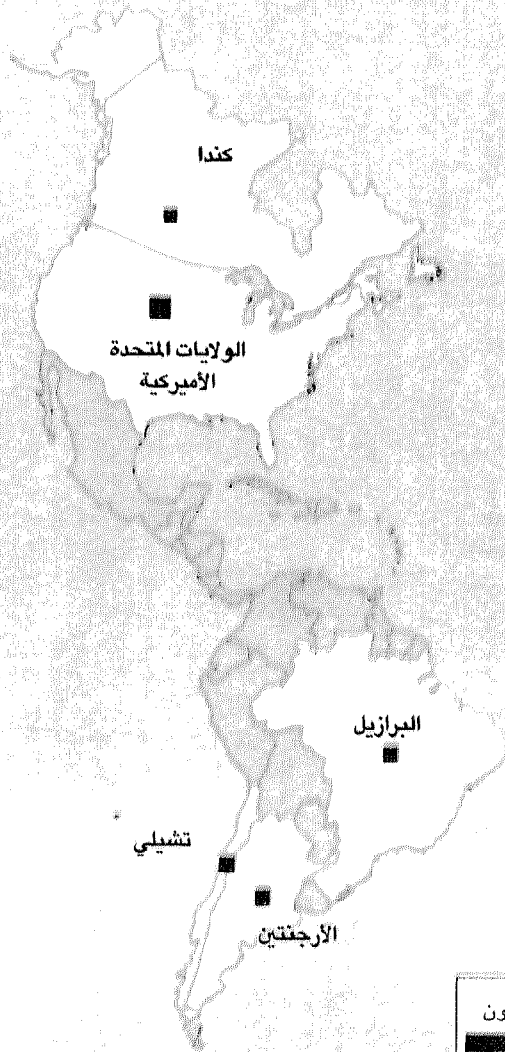 كندا
الولايات المتحدة
الأميركية
البرازيل
تشيلي
الأرجنتين